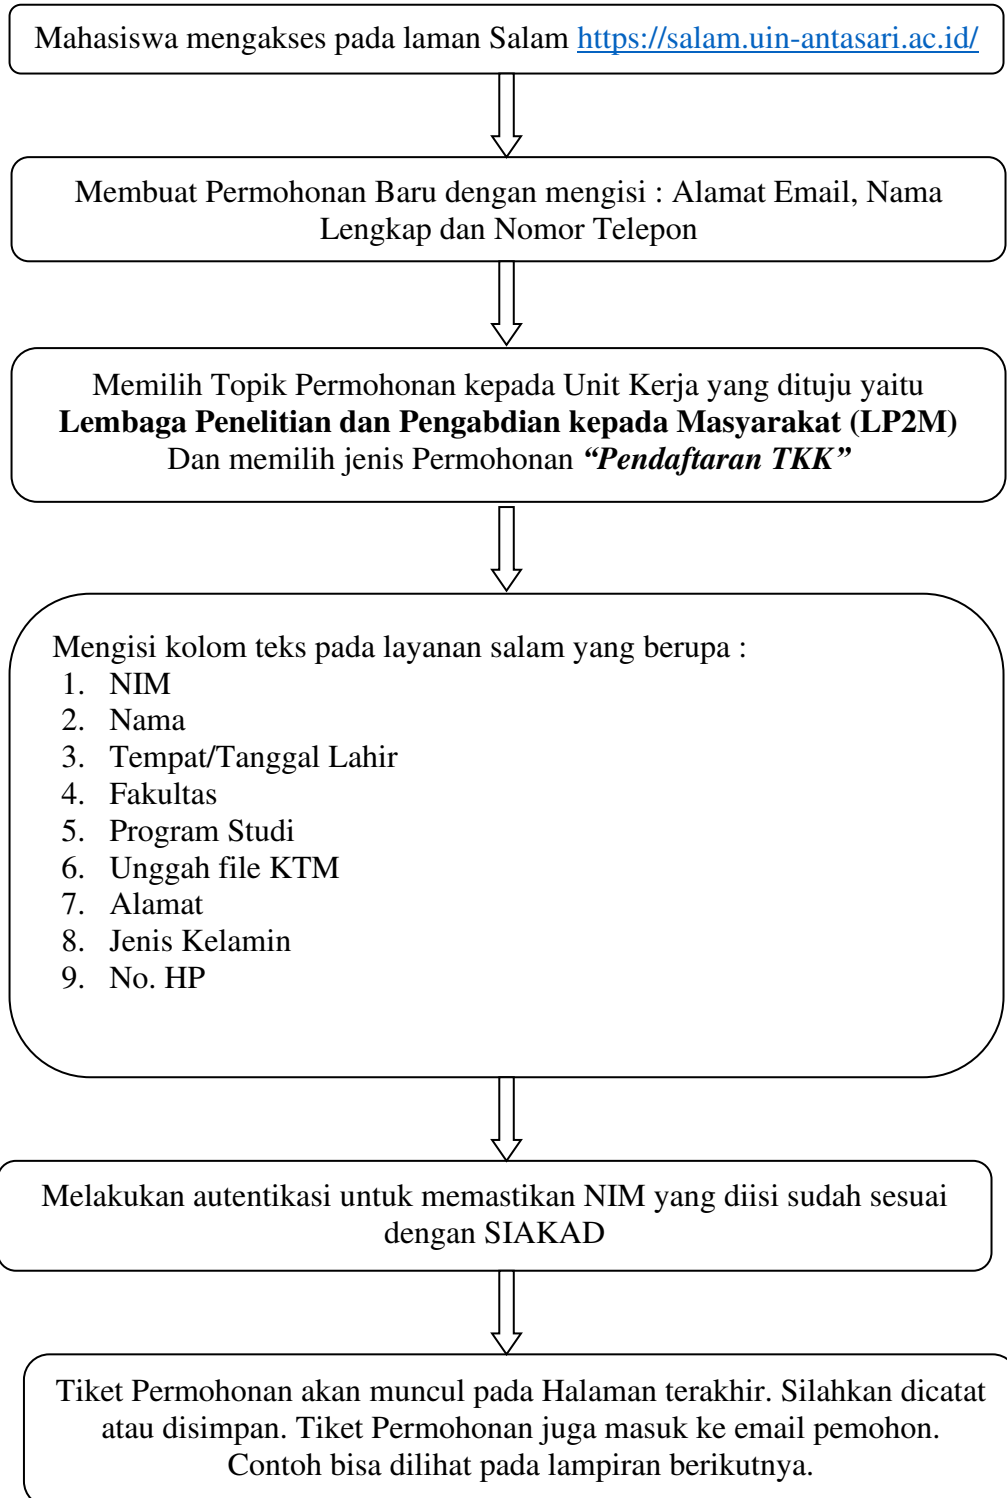 Mahasiswa mengakses pada laman Salam https://salam.uin-antasari.ac.id/
Membuat Permohonan Baru dengan mengisi : Alamat Email, Nama
Lengkap dan Nomor Telepon
Memilih Topik Permohonan kepada Unit Kerja yang dituju yaitu
Lembaga Penelitian dan Pengabdian kepada Masyarakat (LP2M)
Dan memilih jenis Permohonan “Pendaftaran TKK”
Mengisi kolom teks pada layanan salam yang berupa :
1. NIM
2. Nama
3. Tempat/Tanggal Lahir
4. Fakultas
5. Program Studi
6. Unggah file KTM
7. Alamat
8. Jenis Kelamin
9. No. HP
Melakukan autentikasi untuk memastikan NIM yang diisi sudah sesuai
dengan SIAKAD
Tiket Permohonan akan muncul pada Halaman terakhir. Silahkan dicatat
atau disimpan. Tiket Permohonan juga masuk ke email pemohon.
Contoh bisa dilihat pada lampiran berikutnya.